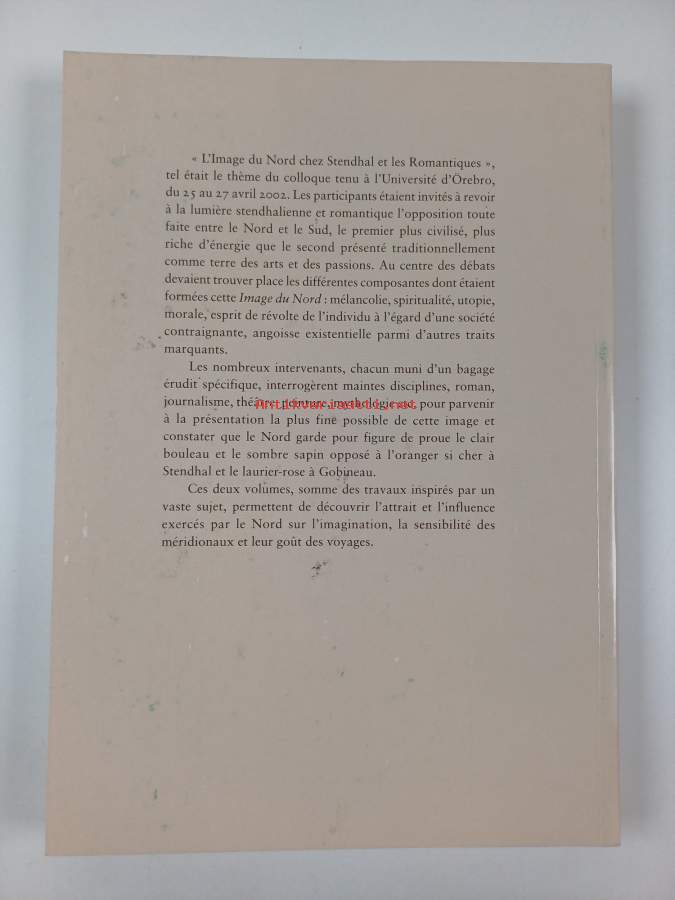 « L'Image du Nord chez Stendhal et les Romantiques »,
tel était le thème du colloque tenu à l'Université d'Örebro,
du 25 au 27 avril 2002. Les participants étaient invités à revoir
à la lumière stendhalienne et romantique l'opposition toute
faite entre le Nord et le Sud, le premier plus civilisé, plus
riche d'énergie que le second présenté traditionnellement
comme terre des arts et des passions. Au centre des débats
devaient trouver place les différentes composantes dont étaient
formées cette Image du Nord : mélancolie, spiritualité, utopie,
morale, esprit de révolte de l'individu à l'égard d'une société
contraignante, angoisse existentielle parmi d'autres traits
marquants.
Les nombreux intervenants, chacun muni d'un bagage
érudit spécifique, interrogèrent maintes disciplines, roman,
journalisme, théâtre, peinture, mythologie pour parvenir
à la présentation la plus fine possible de cette image et
constater que le Nord garde pour figure de proue le clair
bouleau et le sombre sapin opposé à l'oranger si cher à
Stendhal et le laurier-rose à Gobineau.
Ces deux volumes, somme des travaux inspirés par un
vaste sujet, permettent de découvrir l'attrait et l'influence
exercés par le Nord sur l'imagination, la sensibilité des
méridionaux et leur goût des voyages.